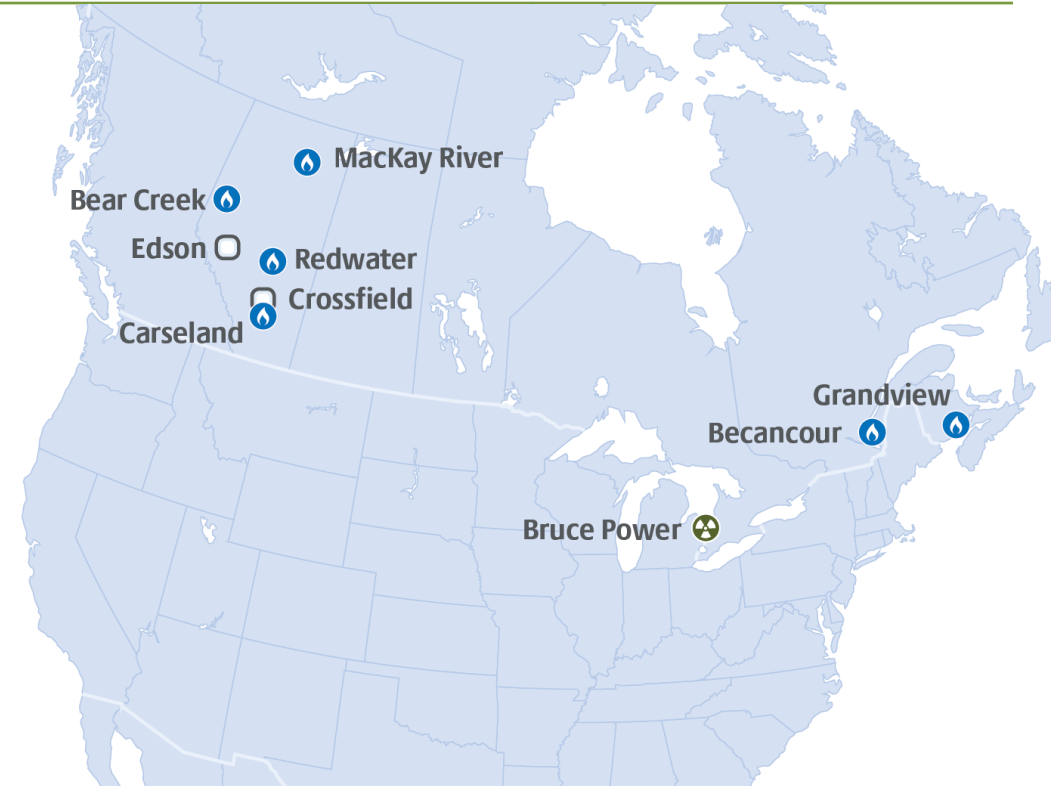 MacKay River
Bear Creek
Edson
Redwater
Crossfield
Carseland
Grandview
Becancour
Bruce Power